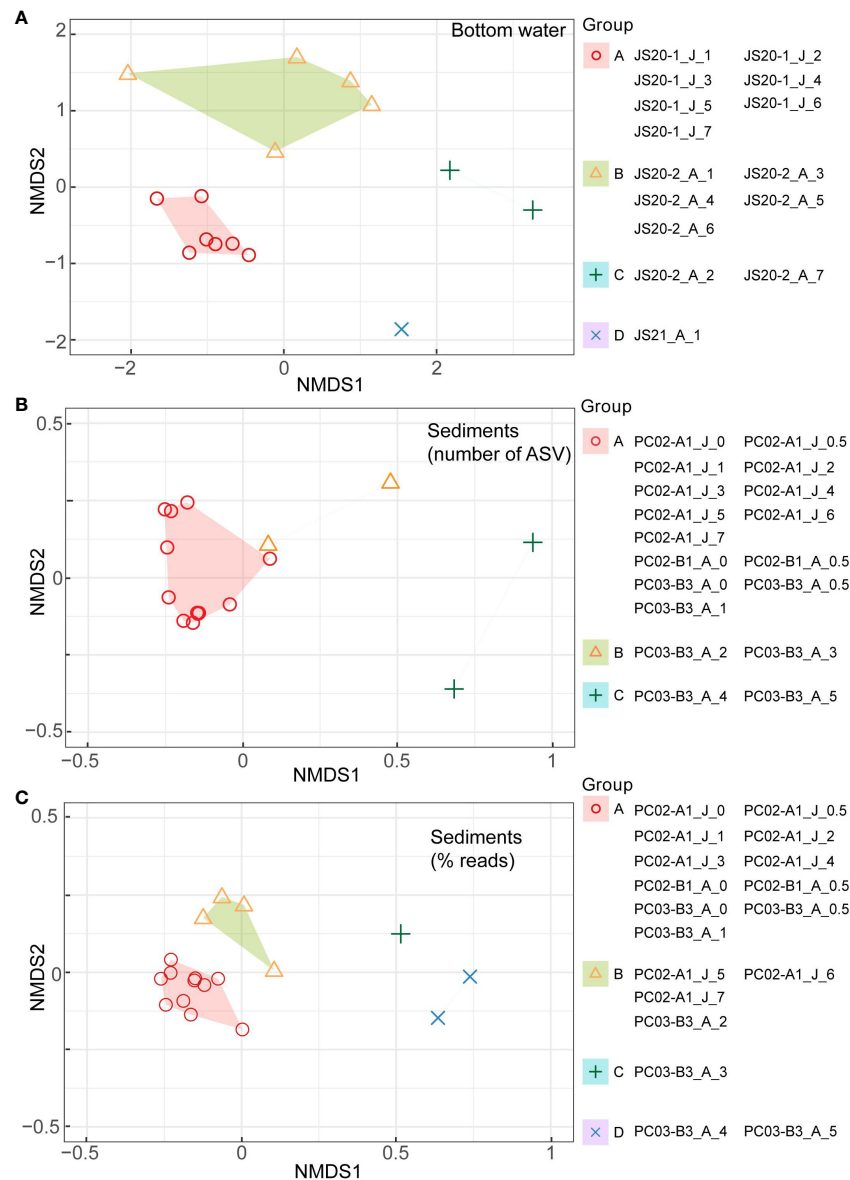 A
Bottom water
2
1
0
−1
−2
NMDS2
−2
0
2
NMDS1
Group
A JS20-1_J_1 JS20-1_J_2
JS20-1_J_3 JS20-1_J_4
JS20-1_J_5 JS20-1_J_6
JS20-1_J_7
B JS20-2_A_1 JS20-2_A_3
JS20-2_A_4 JS20-2_A_5
JS20-2_A_6
C JS20-2_A_2 JS20-2_A_7
D JS21_A_1
B
Sediments
(number of ASV)
0.5
0
−0.5
NMDS2
−0.5
0
0.5
1
NMDS1
Group
A PC02-A1_J_0 PC02-A1_J_0.5
PC02-A1_J_1 PC02-A1_J_2
PC02-A1_J_3 PC02-A1_J_4
PC02-A1_J_5 PC02-A1_J_6
PC02-A1_J_7
PC02-B1_A_0 PC02-B1_A_0.5
PC03-B3_A_0 PC03-B3_A_0.5
PC03-B3_A_1
B PC03-B3_A_2 PC03-B3_A_3
C PC03-B3_A_4 PC03-B3_A_5
C
Sediments
(% reads)
0.5
0
−0.5
NMDS2
−0.5
0
0.5
1
NMDS1
Group
A PC02-A1_J_0 PC02-A1_J_0.5
PC02-A1_J_1 PC02-A1_J_2
PC02-A1_J_3 PC02-A1_J_4
PC02-B1_A_0 PC02-B1_A_0.5
PC03-B3_A_0 PC03-B3_A_0.5
PC03-B3_A_1
B PC02-A1_J_5 PC02-A1_J_6
PC02-A1_J_7
PC03-B3_A_2
C PC03-B3_A_3
D PC03-B3_A_4 PC03-B3_A_5